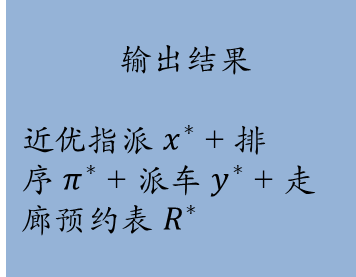 输出结果
近优指派 x* + 排
序 π* + 派车 y* + 走
廊预约表 R*